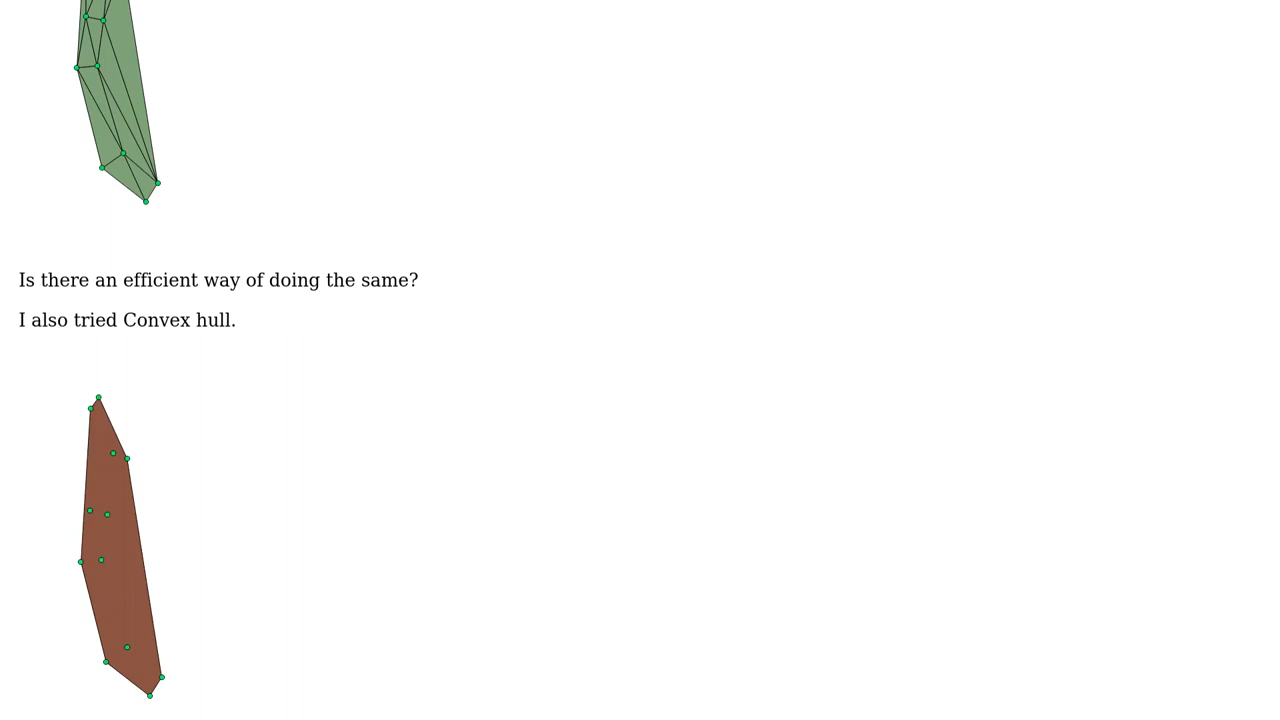 Is there an efficient way of doing the same?
I also tried Convex hull.